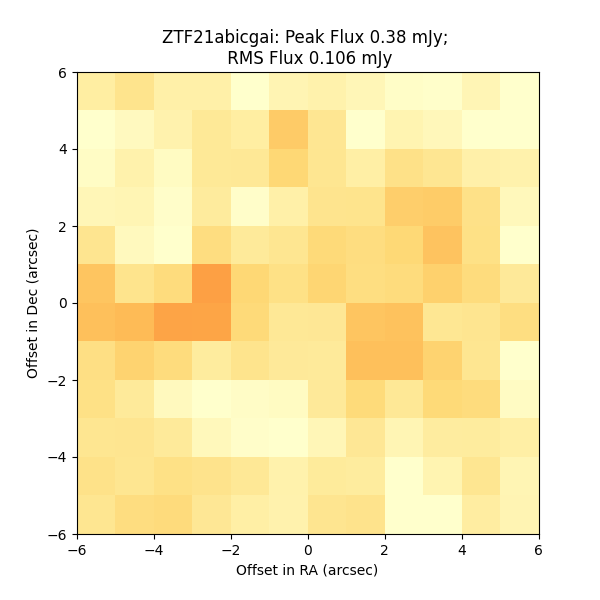 ZTF21abicgai: Peak Flux 0.38 mJy;
RMS Flux 0.106 mJy
6
4
2
0
−2
−4
−6
Offset in Dec (arcsec)
−6 −4 −2 0 2 4 6
Offset in RA (arcsec)